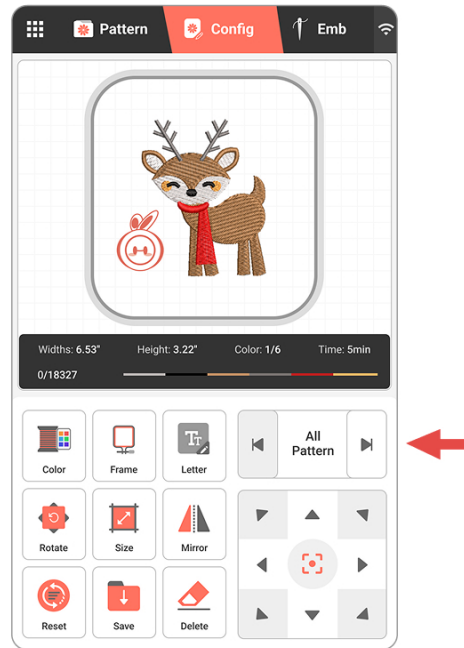 Pattern Config Emb
Widths: 6.53" Height: 3.22" Color: 1/6 Time: 5min
0/18327
Color Frame Letter
All
Pattern
Rotate Size Mirror
Reset Save Delete